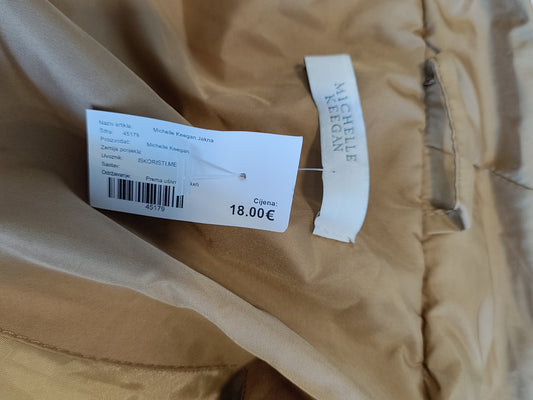 Naziv artikla: Michelle Keegan Jakna
Šifra: 45179
Proizvođač: Michelle Keegan
Zemlja porijekla:
Uvoznik: ISKORISTI.ME
Sastav:
Održavanje: Prema
45179
Cijena:
18.00€
MICHELLE
KEEGAN